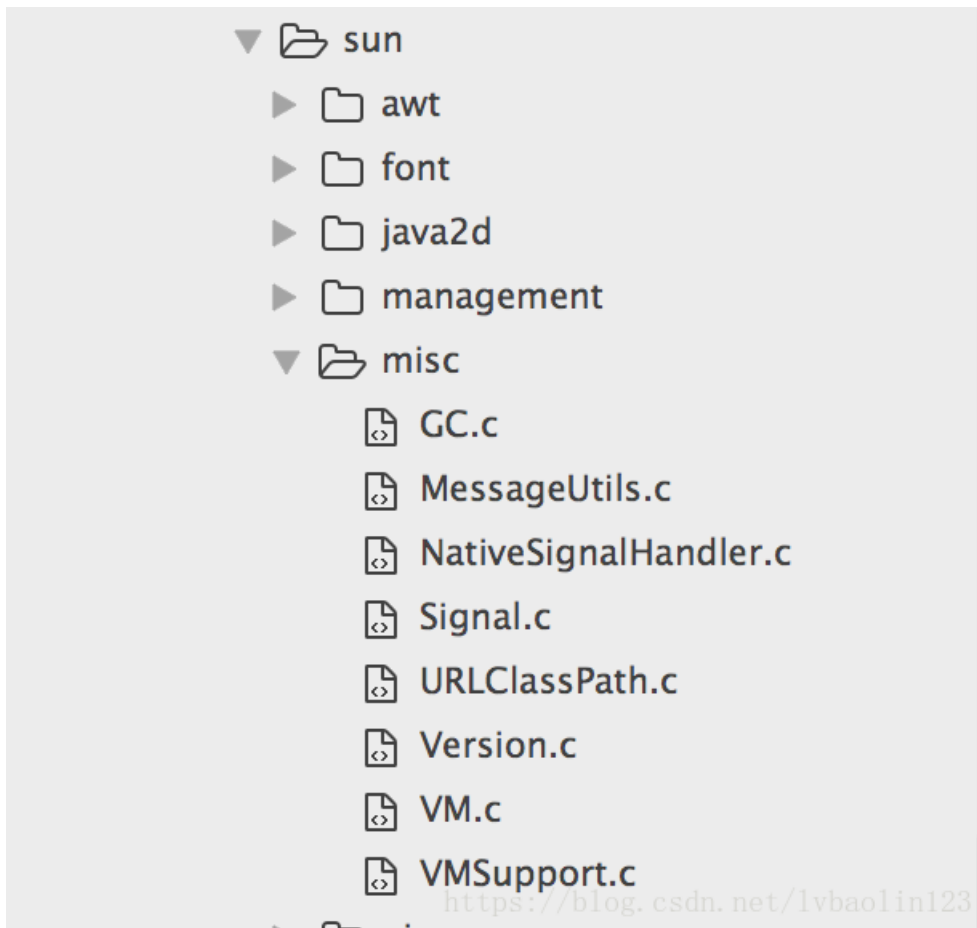 sun
awt
font
java2d
management
misc
GC.c
MessageUtils.c
NativeSignalHandler.c
Signal.c
URLClassPath.c
Version.c
VM.c
VMSupport.c
https://blog.csdn.net/lvbaolin123